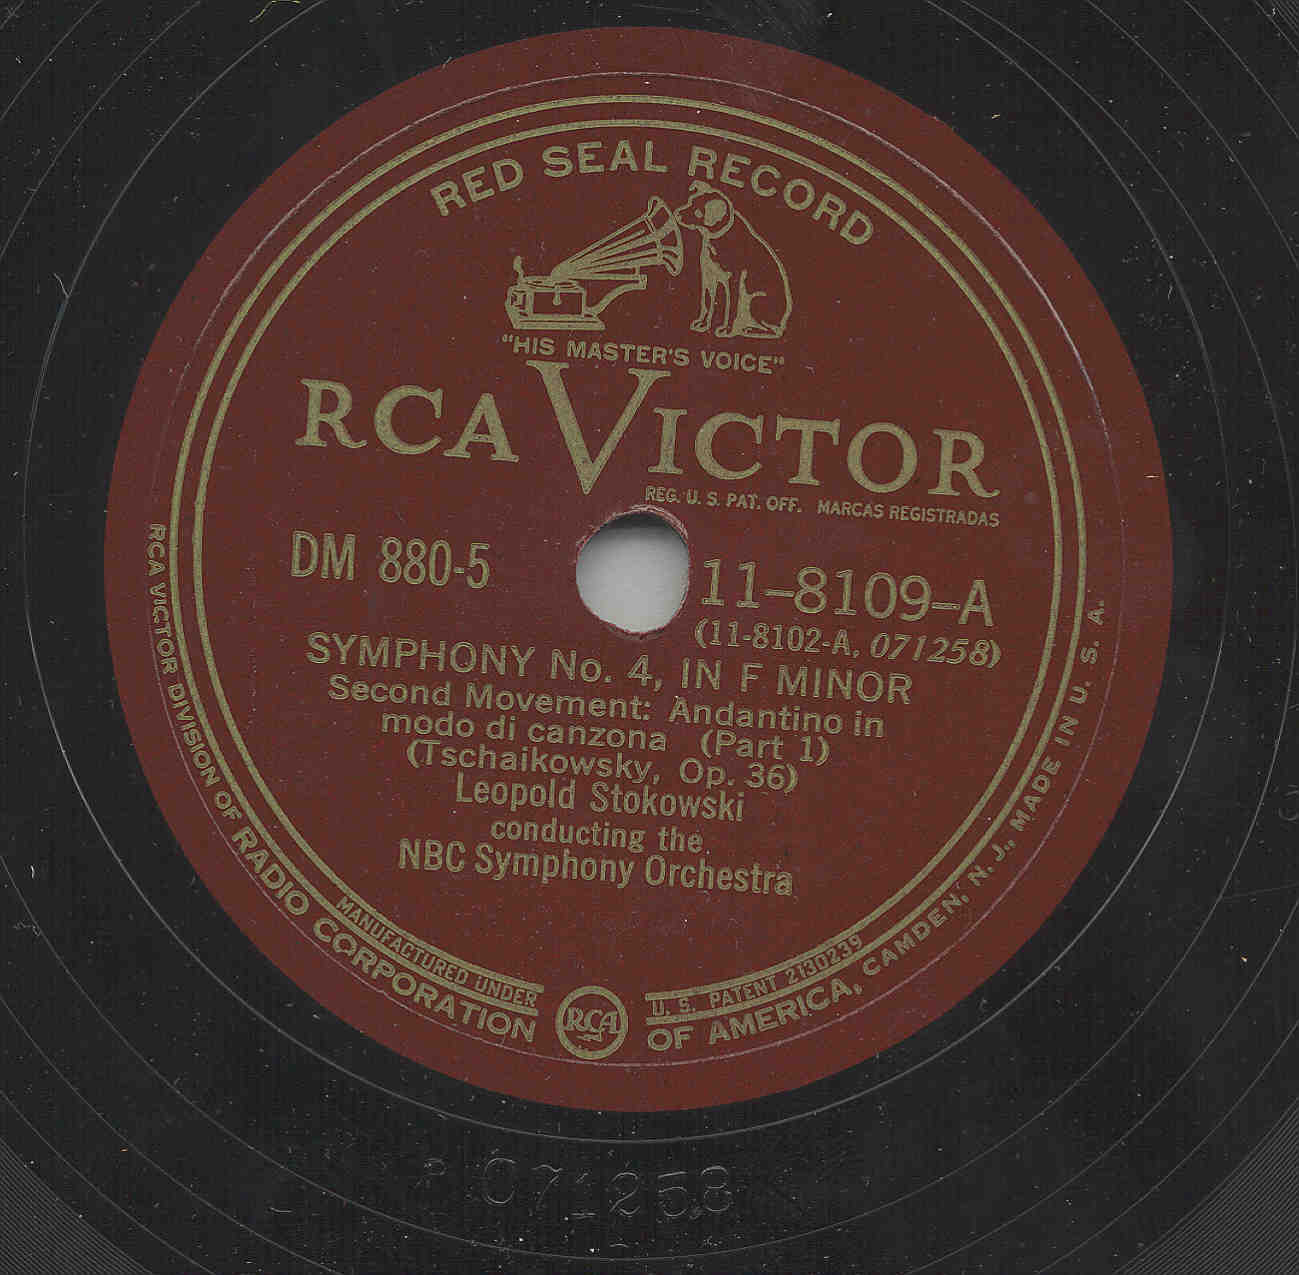 RED SEAL RECORD
"HIS MASTER'S VOICE"
RCA VICTOR
REG. U. S. PAT. OFF. MARCAS REGISTRADAS
DM 880-5
11–8109–A
(11-8102-A, 071258)
SYMPHONY No. 4, IN F MINOR
Second Movement: Andantino in
modo di canzona (Part 1)
(Tschaikowsky, Op. 36)
Leopold Stokowski
conducting the
NBC Symphony Orchestra
MANUFACTURED UNDER U. S. PATENT 2130239
RCA
RCA VICTOR DIVISION OF RADIO CORPORATION OF AMERICA, CAMDEN, N. J., MADE IN U. S. A.
071258